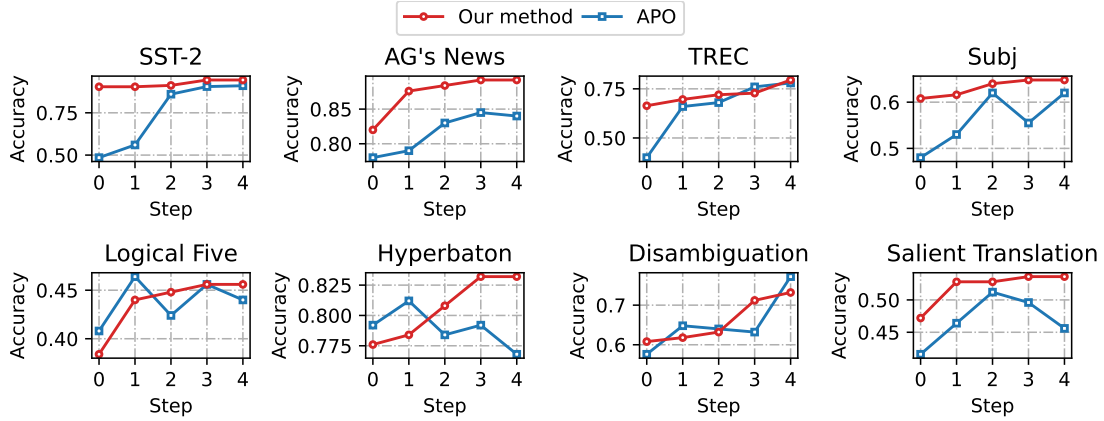 Our method APO
SST-2
Accuracy
0.75
0.50
0 1 2 3 4
Step
AG's News
Accuracy
0.85
0.80
0 1 2 3 4
Step
TREC
Accuracy
0.75
0.50
0 1 2 3 4
Step
Subj
Accuracy
0.6
0.5
0 1 2 3 4
Step
Logical Five
Accuracy
0.45
0.40
0 1 2 3 4
Step
Hyperbaton
Accuracy
0.825
0.800
0.775
0 1 2 3 4
Step
Disambiguation
Accuracy
0.7
0.6
0 1 2 3 4
Step
Salient Translation
Accuracy
0.50
0.45
0 1 2 3 4
Step